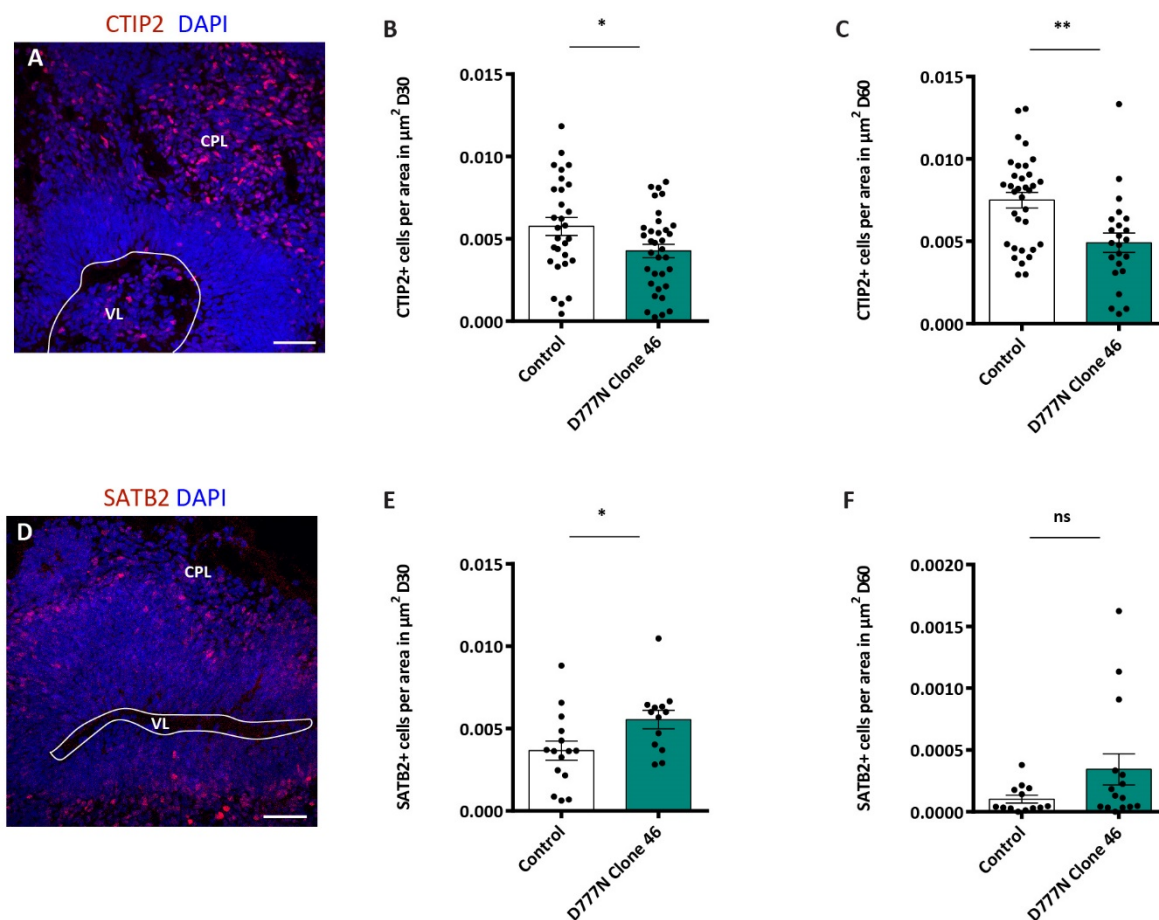 CTIP2 DAPI
A
CPL
VL
B
*
CTIP2+ cells per area in µm² D30
0.015
0.010
0.005
0.000
Control
D777N Clone 46
C
**
CTIP2+ cells per area in µm² D60
0.015
0.010
0.005
0.000
Control
D777N Clone 46
SATB2 DAPI
D
CPL
VL
E
*
SATB2+ cells per area in µm² D30
0.015
0.010
0.005
0.000
Control
D777N Clone 46
F
ns
SATB2+ cells per area in µm² D60
0.0020
0.0015
0.0010
0.0005
0.0000
Control
D777N Clone 46